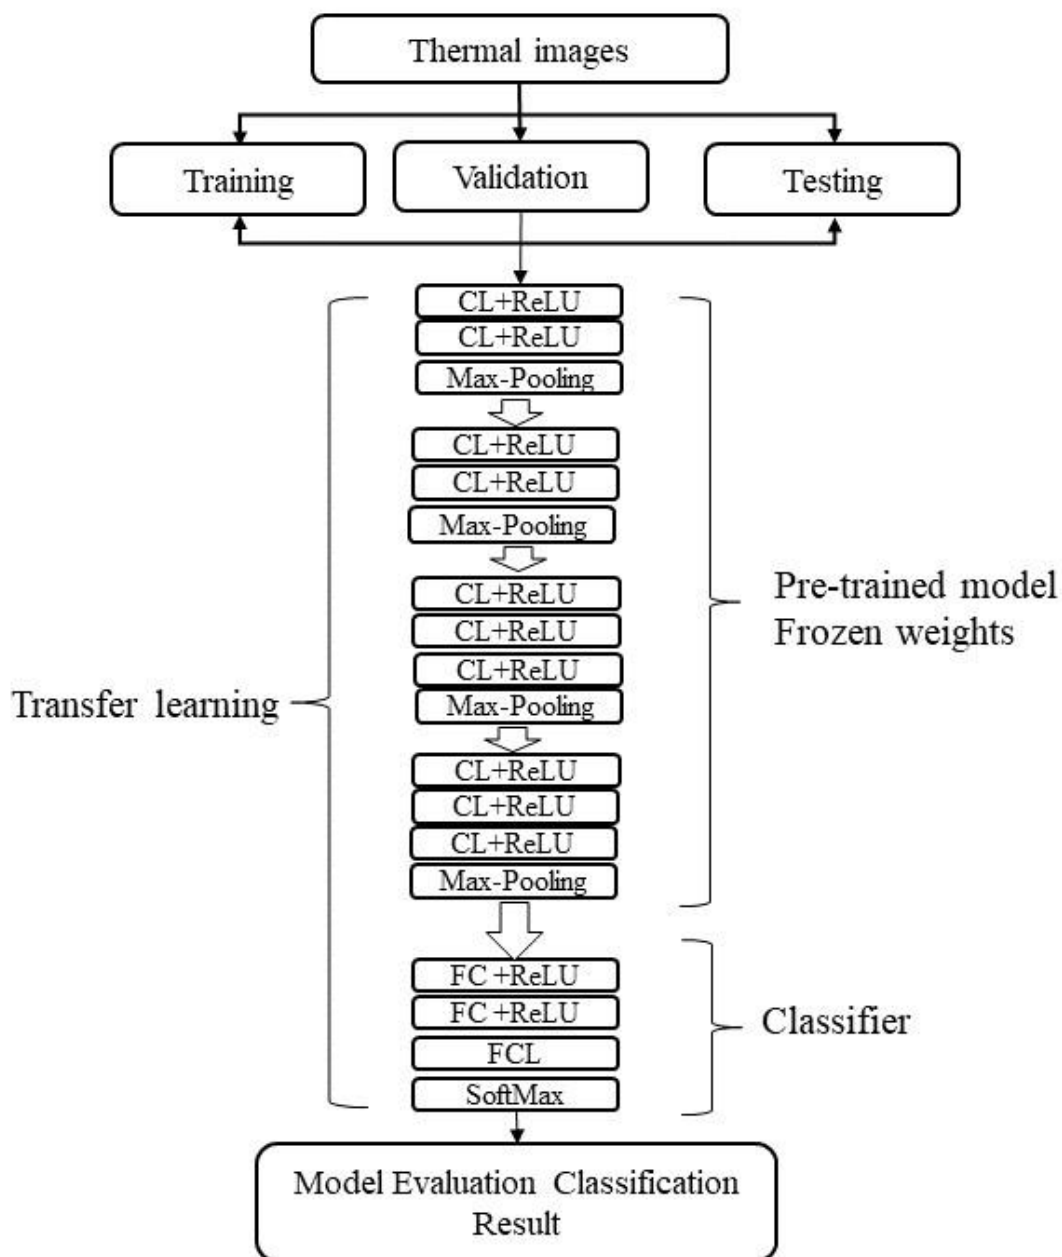 Thermal images
Training
Validation
Testing
CL+ReLU
CL+ReLU
Max-Pooling
CL+ReLU
CL+ReLU
Max-Pooling
CL+ReLU
CL+ReLU
CL+ReLU
Max-Pooling
CL+ReLU
CL+ReLU
CL+ReLU
Max-Pooling
Pre-trained model
Frozen weights
Transfer learning
FC +ReLU
FC +ReLU
FCL
SoftMax
Classifier
Model Evaluation Classification
Result